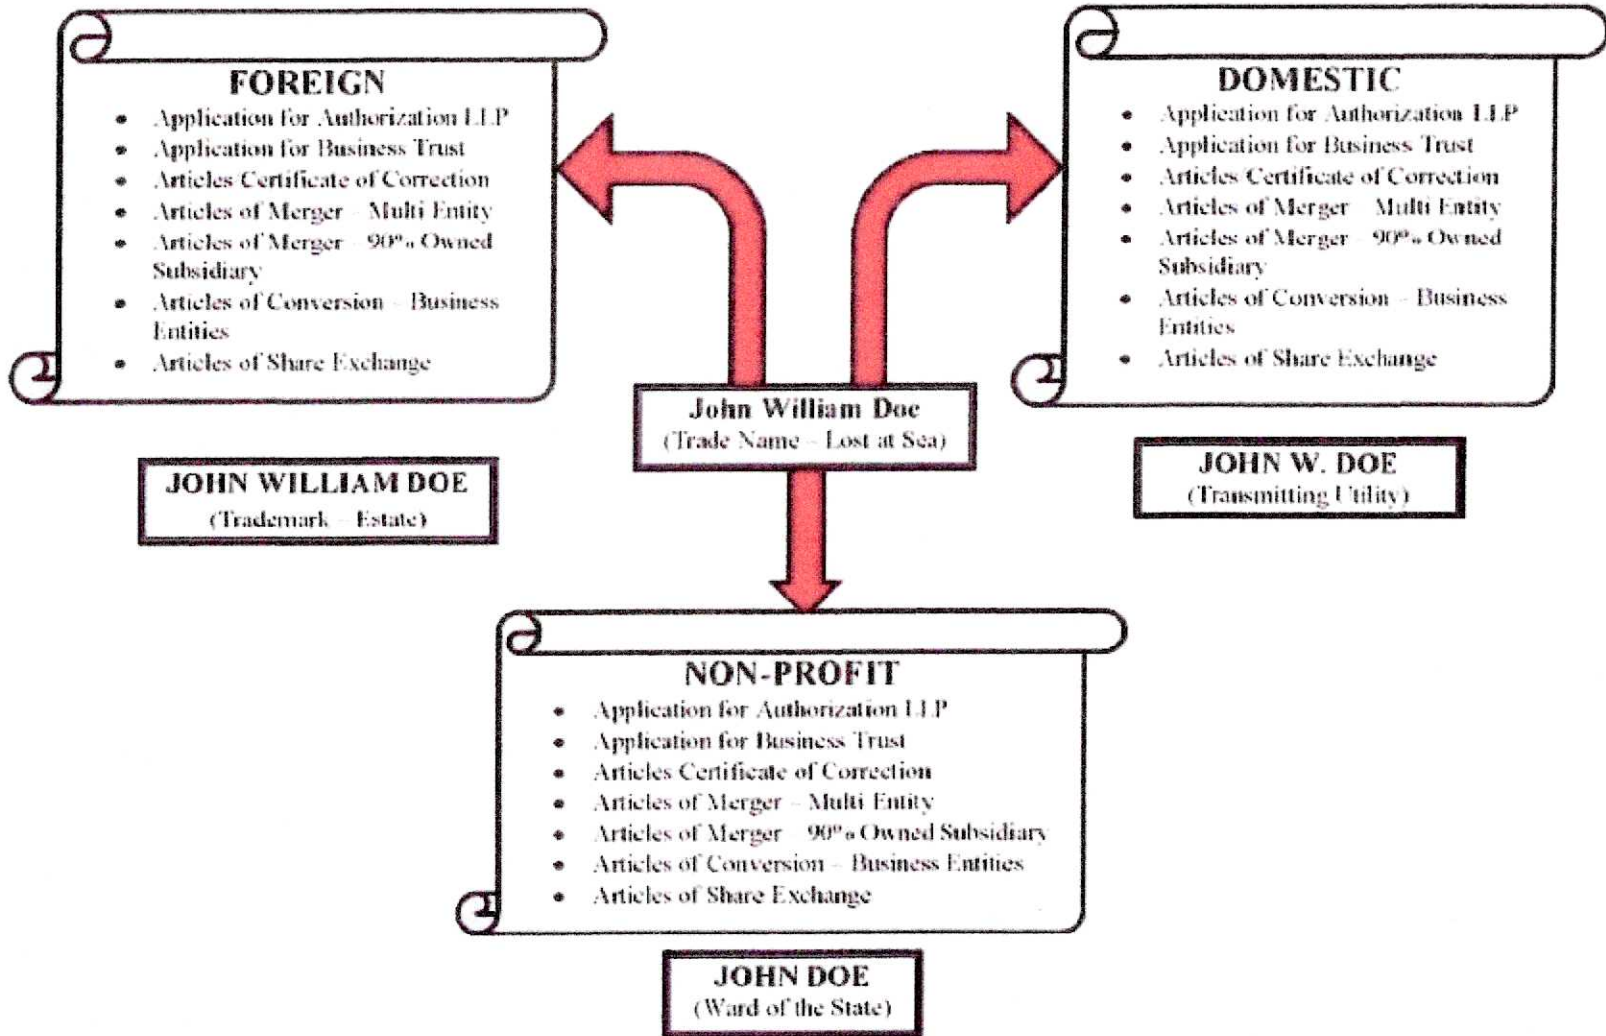 FOREIGN
• Application for Authorization LLP
• Application for Business Trust
• Articles Certificate of Correction
• Articles of Merger – Multi Entity
• Articles of Merger – 90% Owned
Subsidiary
• Articles of Conversion – Business
Entities
• Articles of Share Exchange
JOHN WILLIAM DOE
(Trademark – Estate)
John William Doe
(Trade Name – Lost at Sea)
DOMESTIC
• Application for Authorization LLP
• Application for Business Trust
• Articles Certificate of Correction
• Articles of Merger – Multi Entity
• Articles of Merger – 90% Owned
Subsidiary
• Articles of Conversion – Business
Entities
• Articles of Share Exchange
JOHN W. DOE
(Transmitting Utility)
NON-PROFIT
• Application for Authorization LLP
• Application for Business Trust
• Articles Certificate of Correction
• Articles of Merger – Multi Entity
• Articles of Merger – 90% Owned Subsidiary
• Articles of Conversion – Business Entities
• Articles of Share Exchange
JOHN DOE
(Ward of the State)